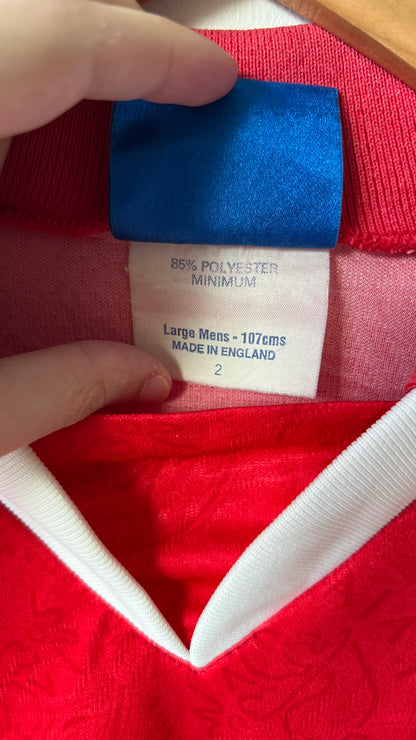 85% POLYESTER
MINIMUM
Large Mens - 107cms
MADE IN ENGLAND
2